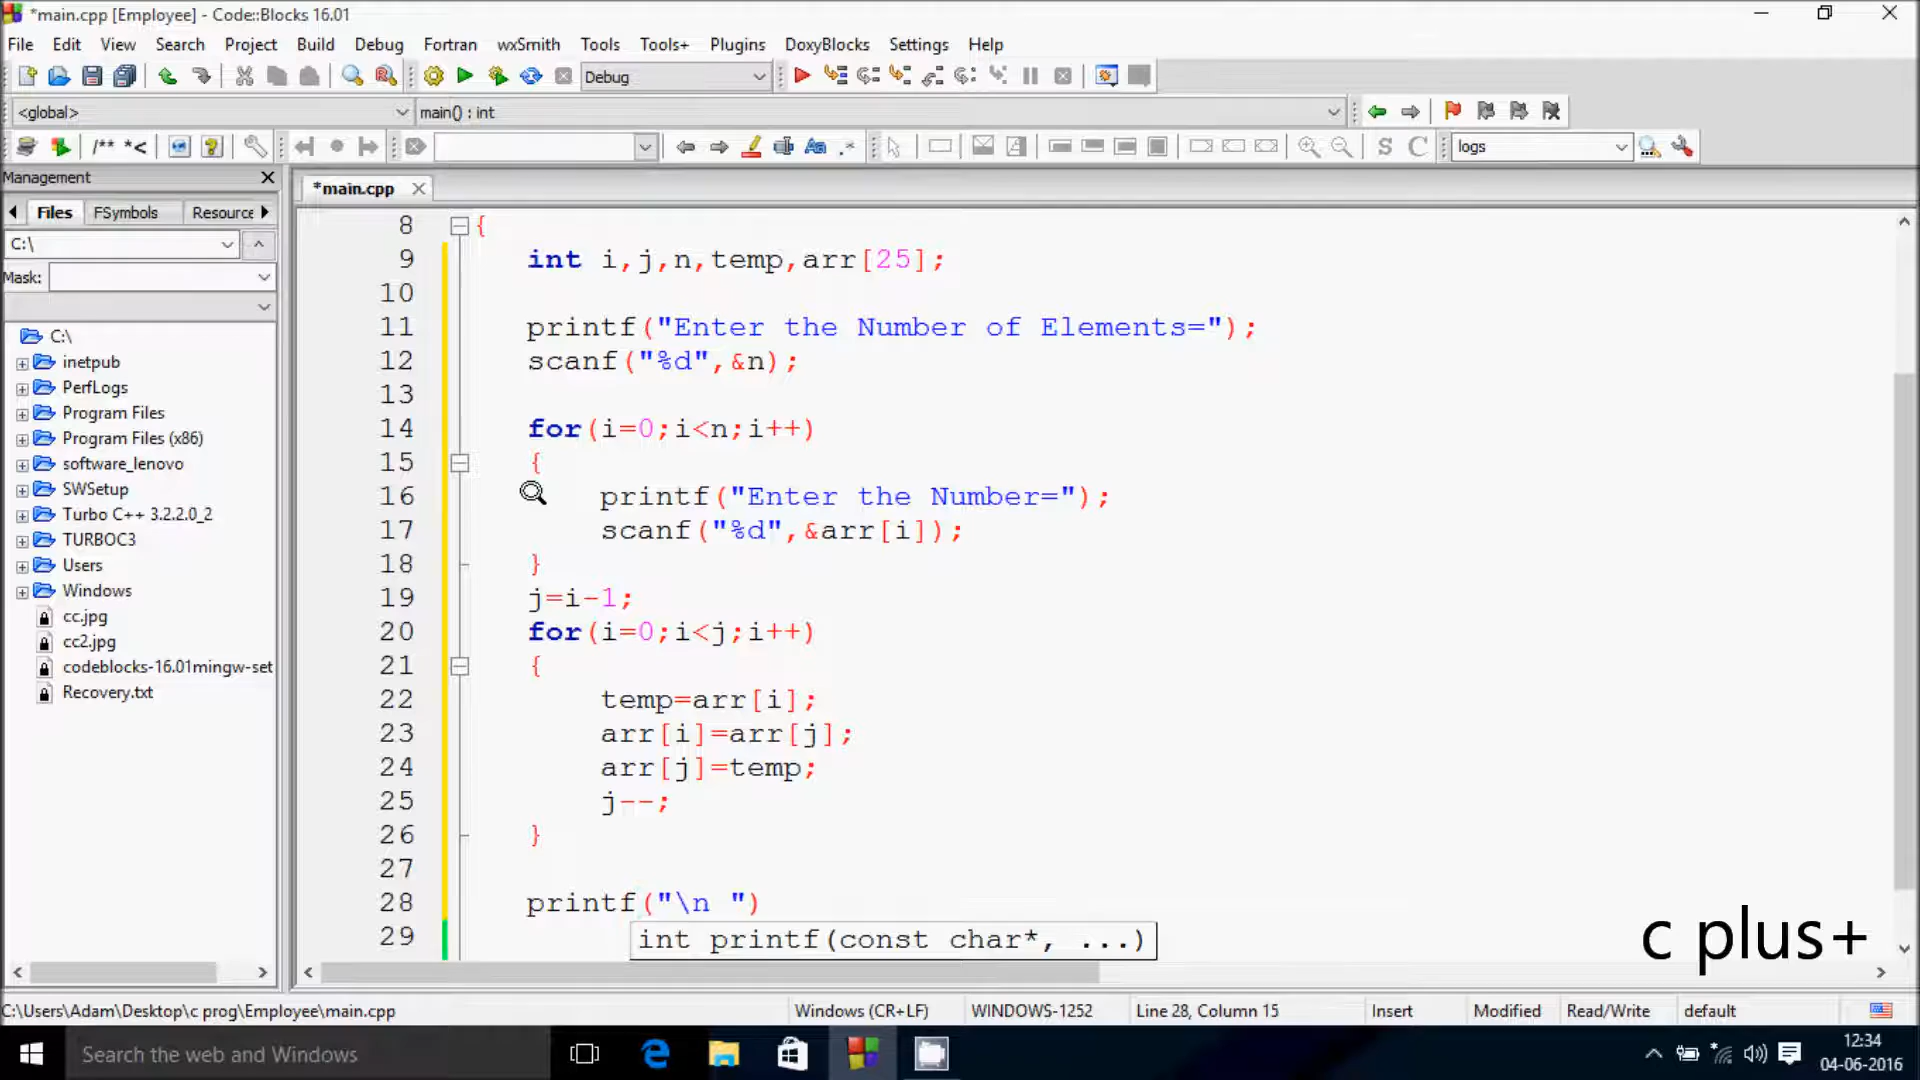 *main.cpp [Employee] - Code::Blocks 16.01
File Edit View Search Project Build Debug Fortran wxSmith Tools Tools+ Plugins DoxyBlocks Settings Help
Debug
<global> main() : int
/** *<
Aa .*
S C logs
Management
*main.cpp
Files FSymbols Resource
C:\
Mask:
C:\
inetpub
PerfLogs
Program Files
Program Files (x86)
software_lenovo
SWSetup
Turbo C++ 3.2.2.0_2
TURBOC3
Users
Windows
cc.jpg
cc2.jpg
codeblocks-16.01mingw-set
Recovery.txt
8 {
9 int i,j,n,temp,arr[25];
10
11 printf("Enter the Number of Elements=");
12 scanf("%d",&n);
13
14 for(i=0;i<n;i++)
15 {
16 printf("Enter the Number=");
17 scanf("%d",&arr[i]);
18 }
19 j=i-1;
20 for(i=0;i<j;i++)
21 {
22 temp=arr[i];
23 arr[i]=arr[j];
24 arr[j]=temp;
25 j--;
26 }
27
28 printf("\n ")
29
int printf(const char*, ...)
c plus+
C:\Users\Adam\Desktop\c prog\Employee\main.cpp Windows (CR+LF) WINDOWS-1252 Line 28, Column 15 Insert Modified Read/Write default
Search the web and Windows
12:34
04-06-2016